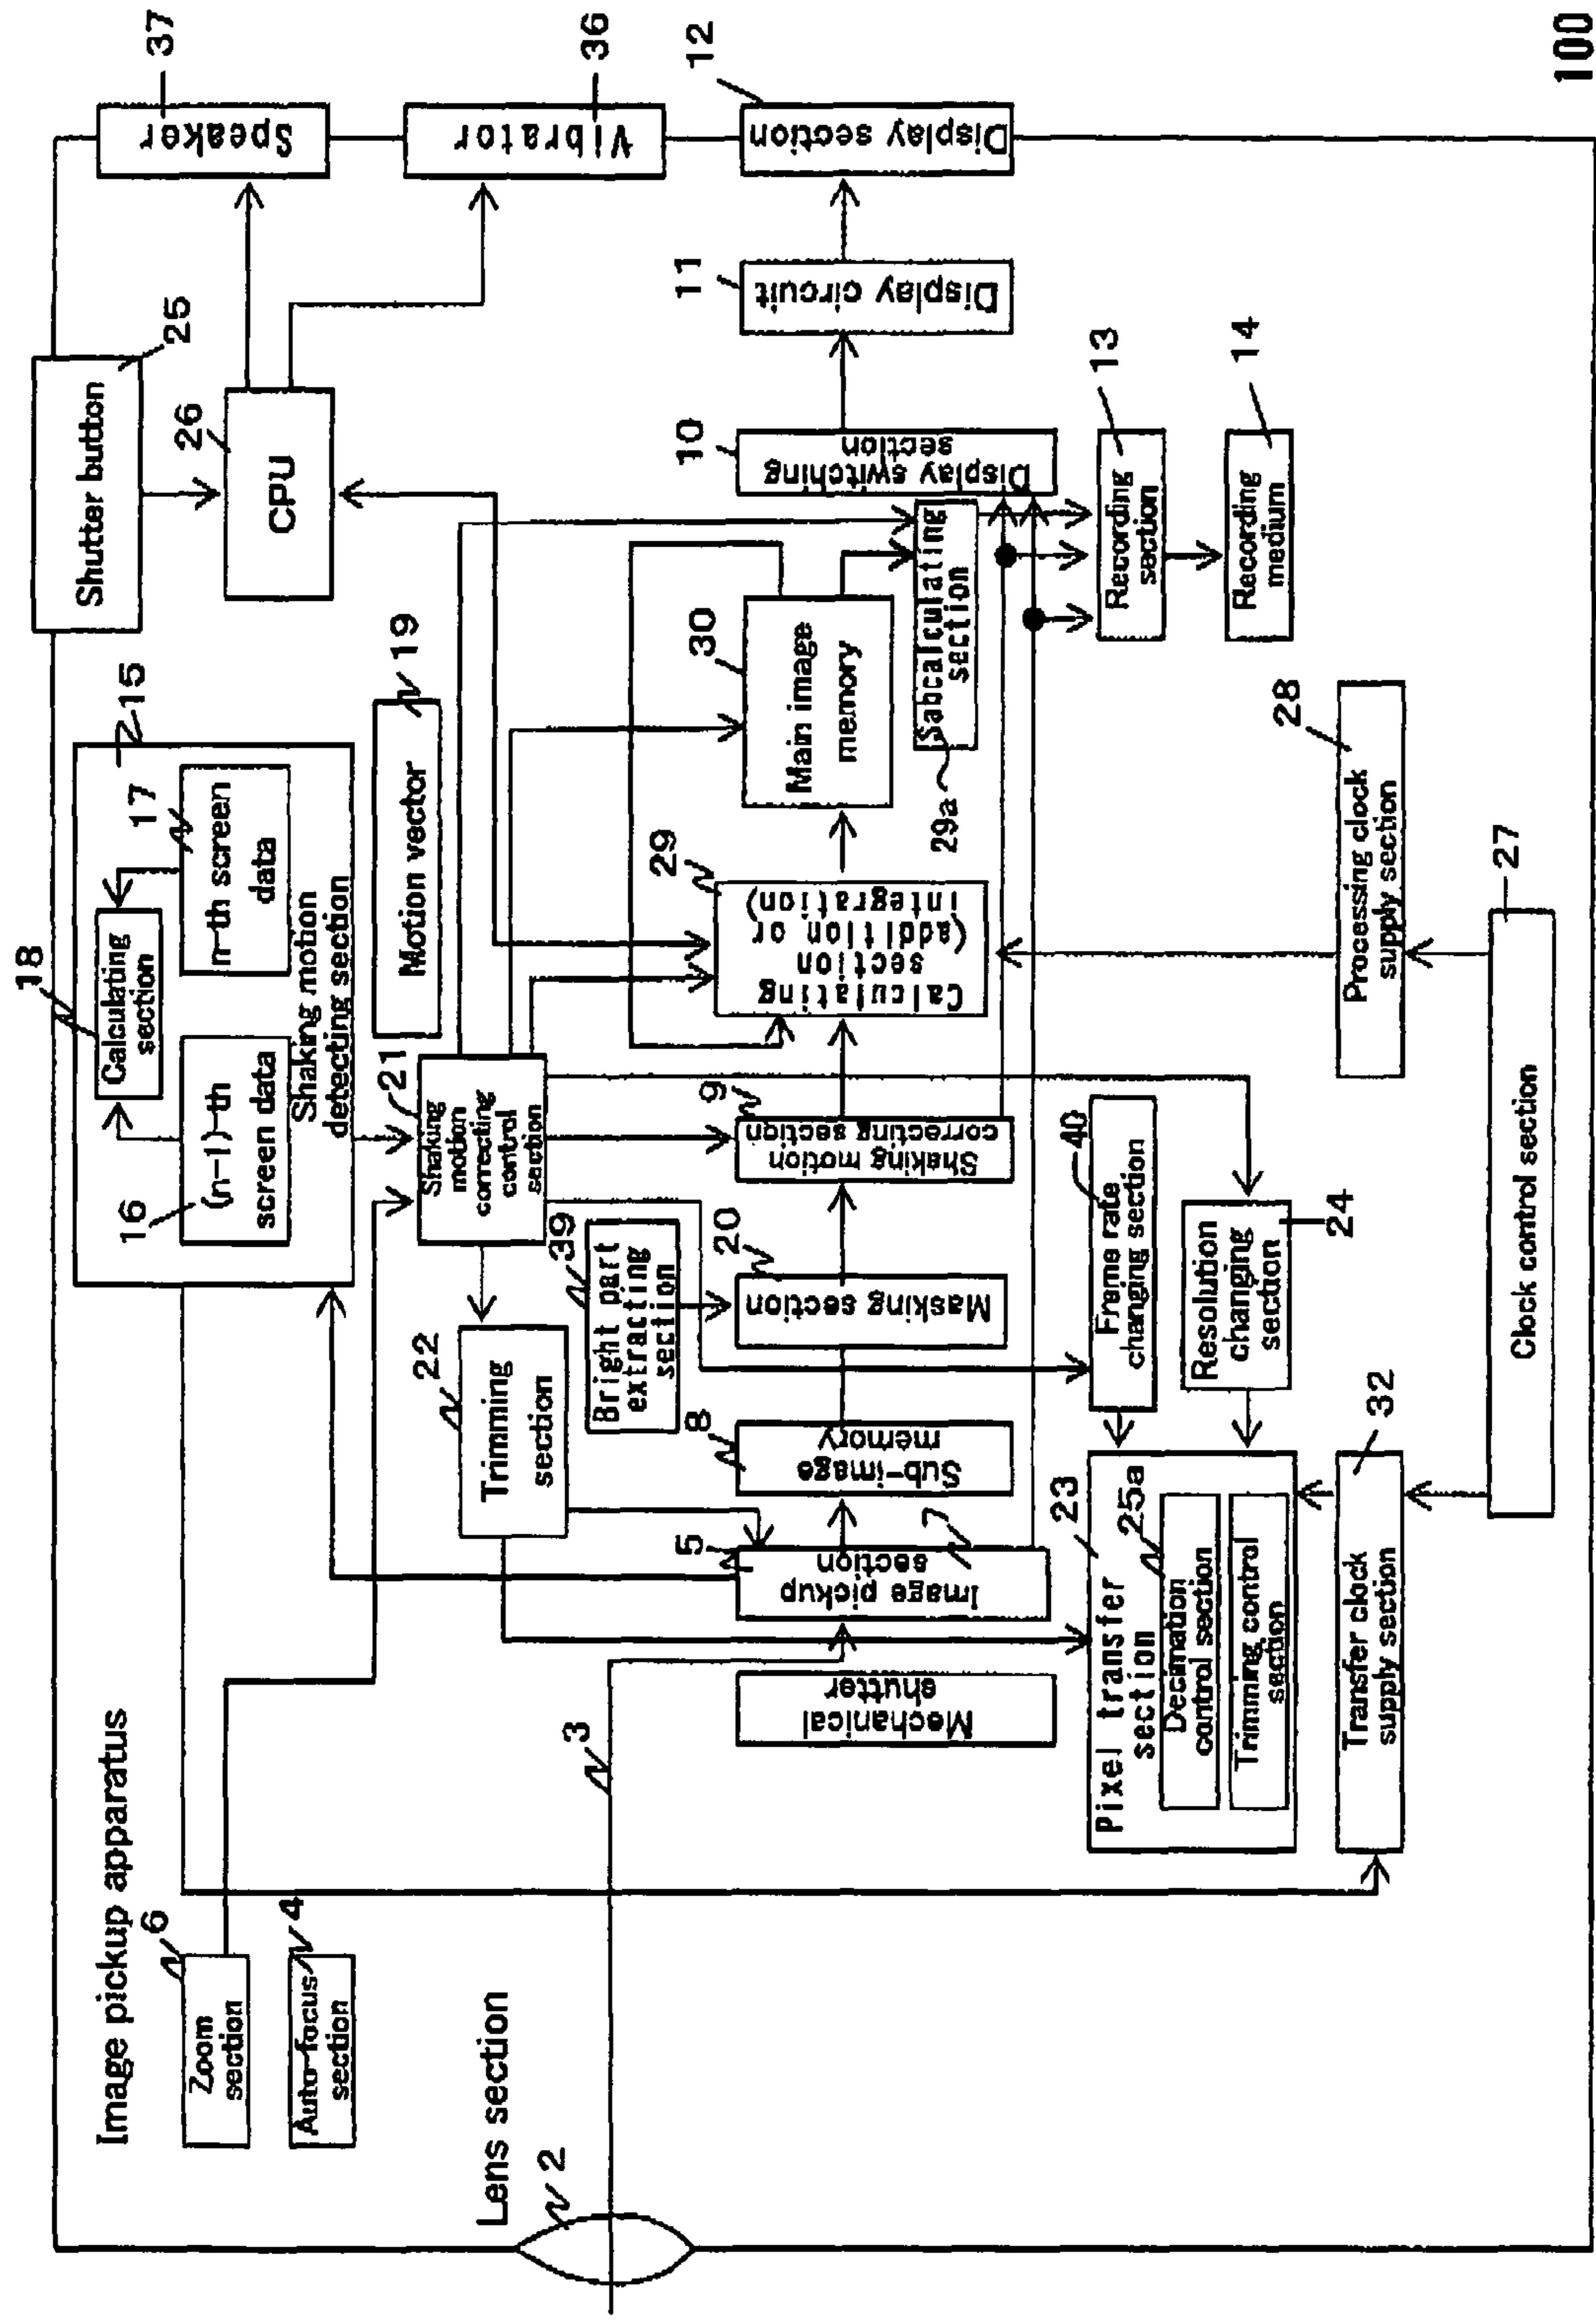 Image pickup apparatus
100
Lens section
2
3
Zoom
section
6
Auto-focus
section
4
18
Calculating
section
15
16
(n-1)-th
screen data
17
n-th screen
data
Shaking motion
detecting section
Motion vector
19
Shutter button
25
26
CPU
Speaker
37
Vibrator
36
Shaking
motion
correcting
control
section
21
22
Trimming
section
39
Bright part
extracting
section
Mechanical
shutter
Image pickup
section
5
7
Sub-image
memory
8
Masking section
20
Shaking motion
correcting section
9
Calculating
section
(addition or
integration)
29
30
Main image
memory
Sabcalculating
section
29a
Display switching
section
10
Display circuit
11
Display section
12
Recording
section
13
Recording
medium
14
Pixel transfer
section
23
25a
Decimation
control section
Trimming control
section
Frame rate
changing section
40
Resolution
changing
section
24
Transfer clock
supply section
32
Processing clock
supply section
28
Clock control section
27